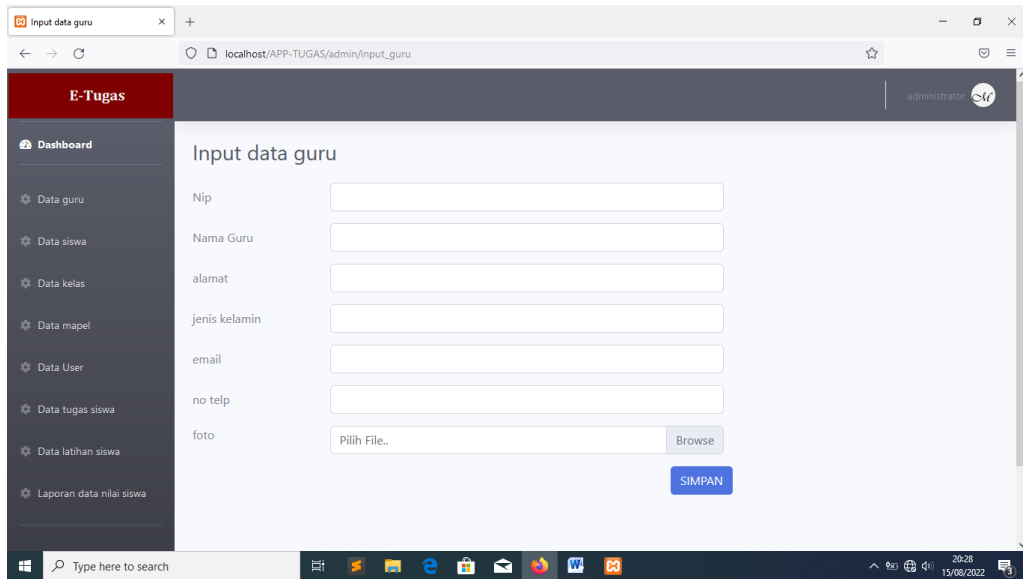 Input data guru
localhost/APP-TUGAS/admin/input_guru
E-Tugas
administrator
Dashboard
Data guru
Data siswa
Data kelas
Data mapel
Data User
Data tugas siswa
Data latihan siswa
Laporan data nilai siswa
Input data guru
Nip
Nama Guru
alamat
jenis kelamin
email
no telp
foto
Pilih File..
Browse
SIMPAN
Type here to search
20:28
15/08/2022
3